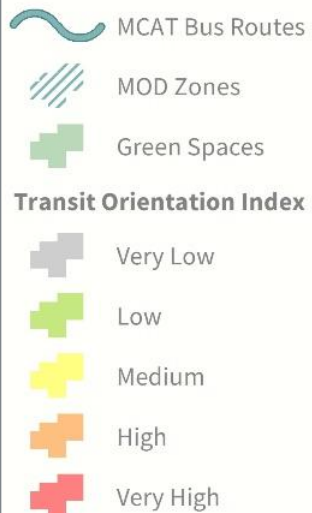 MCAT Bus Routes
MOD Zones
Green Spaces
Transit Orientation Index
Very Low
Low
Medium
High
Very High